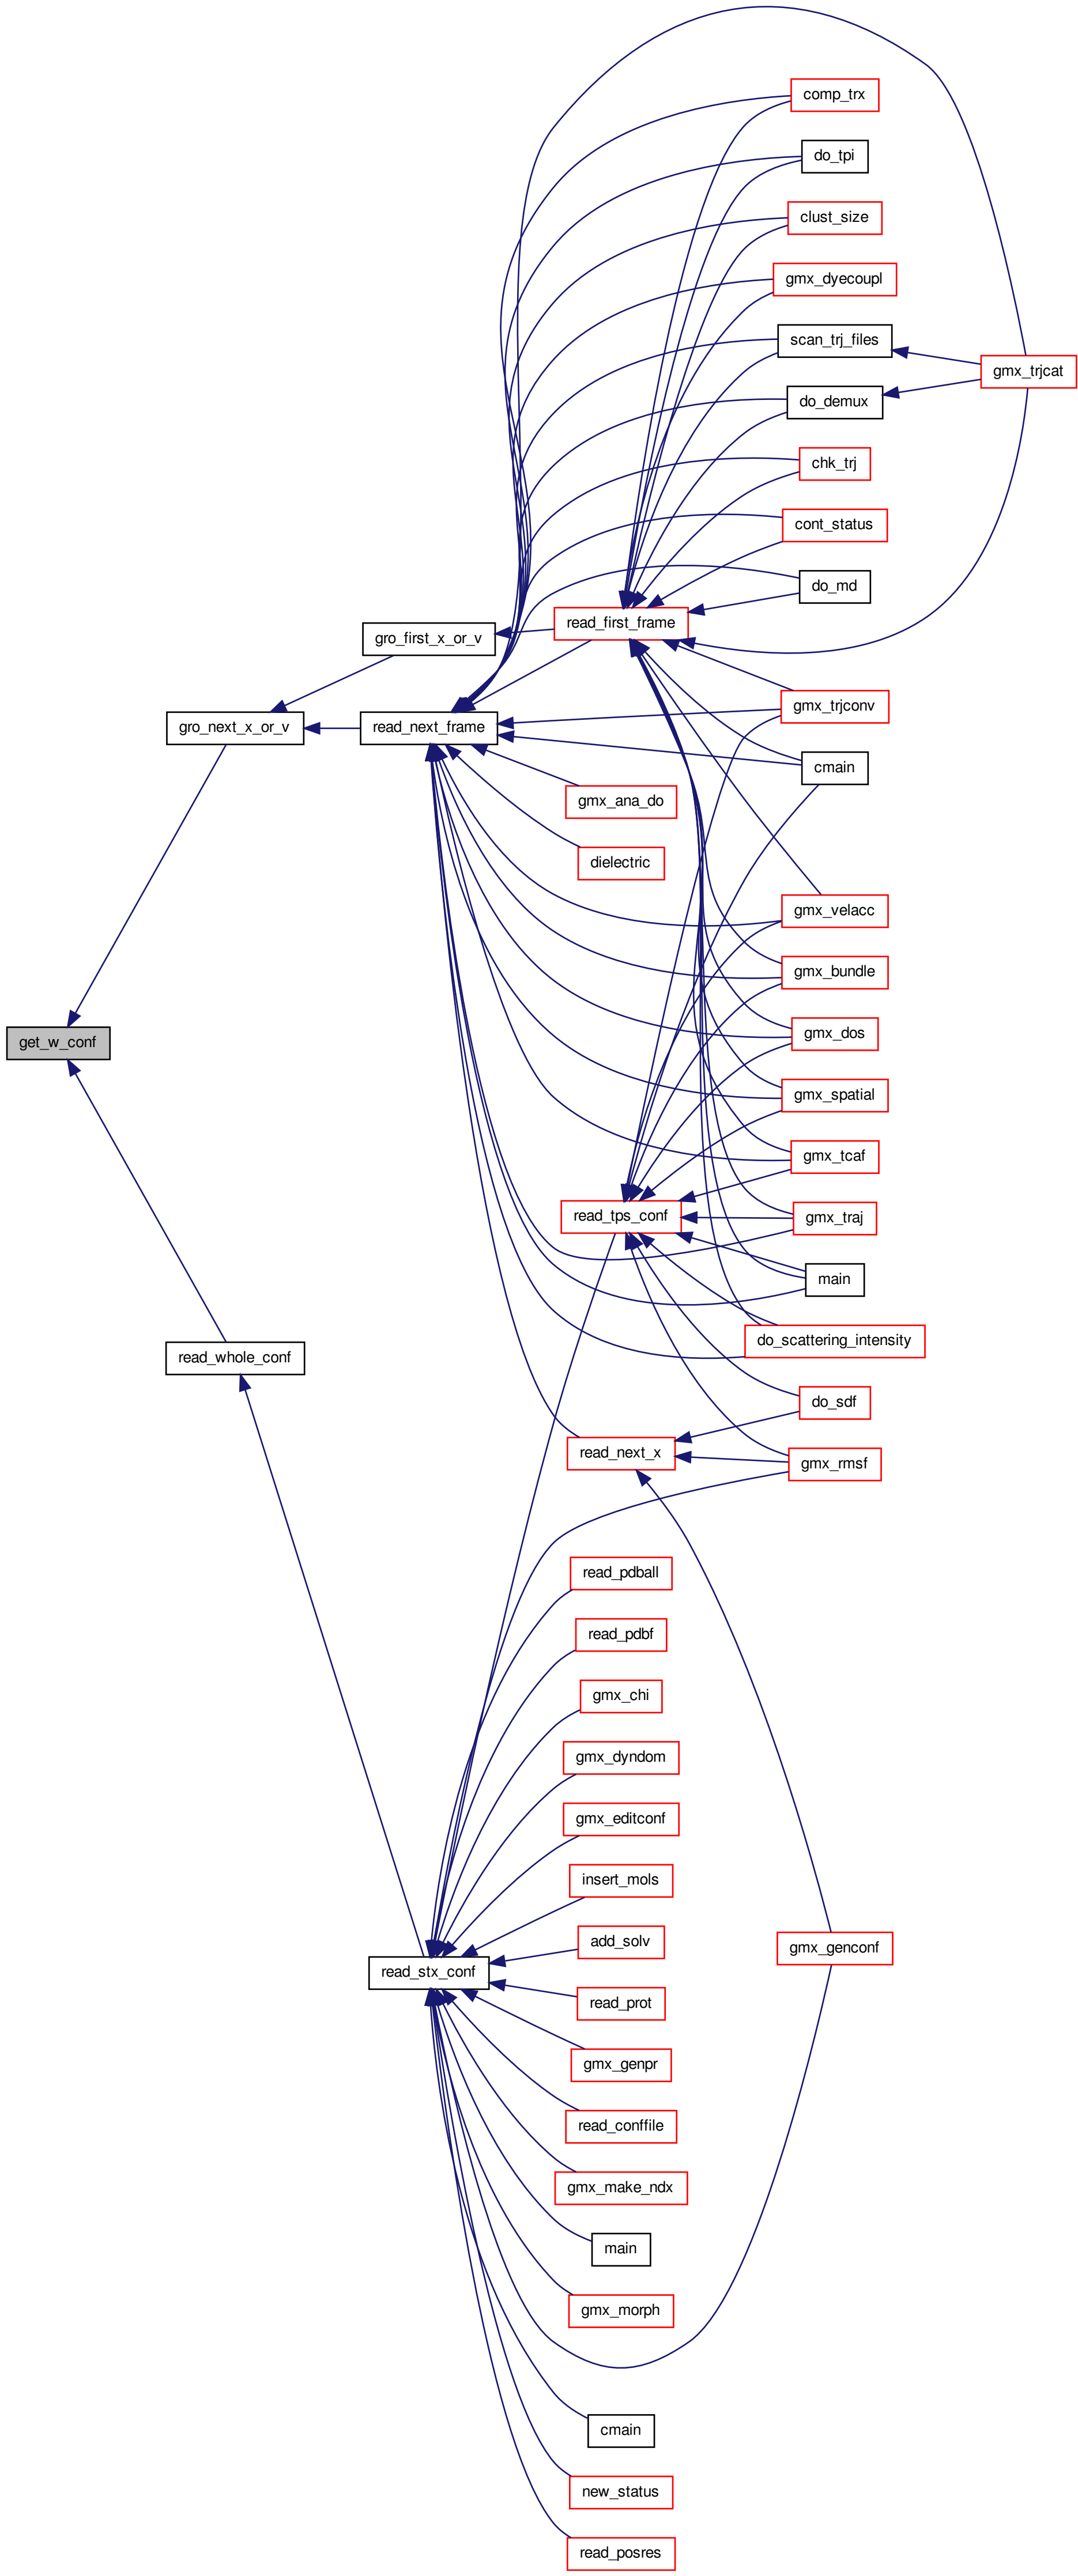 comp_trx
do_tpi
clust_size
gmx_dyecoupl
scan_trj_files
gmx_trjcat
do_demux
chk_trj
cont_status
do_md
read_first_frame
gro_first_x_or_v
gmx_trjconv
gro_next_x_or_v
read_next_frame
cmain
gmx_ana_do
dielectric
gmx_velacc
gmx_bundle
gmx_dos
get_w_conf
gmx_spatial
gmx_tcaf
read_tps_conf
gmx_traj
main
do_scattering_intensity
read_whole_conf
do_sdf
read_next_x
gmx_rmsf
read_pdball
read_pdbf
gmx_chi
gmx_dyndom
gmx_editconf
insert_mols
add_solv
gmx_genconf
read_stx_conf
read_prot
gmx_genpr
read_conffile
gmx_make_ndx
main
gmx_morph
cmain
new_status
read_posres